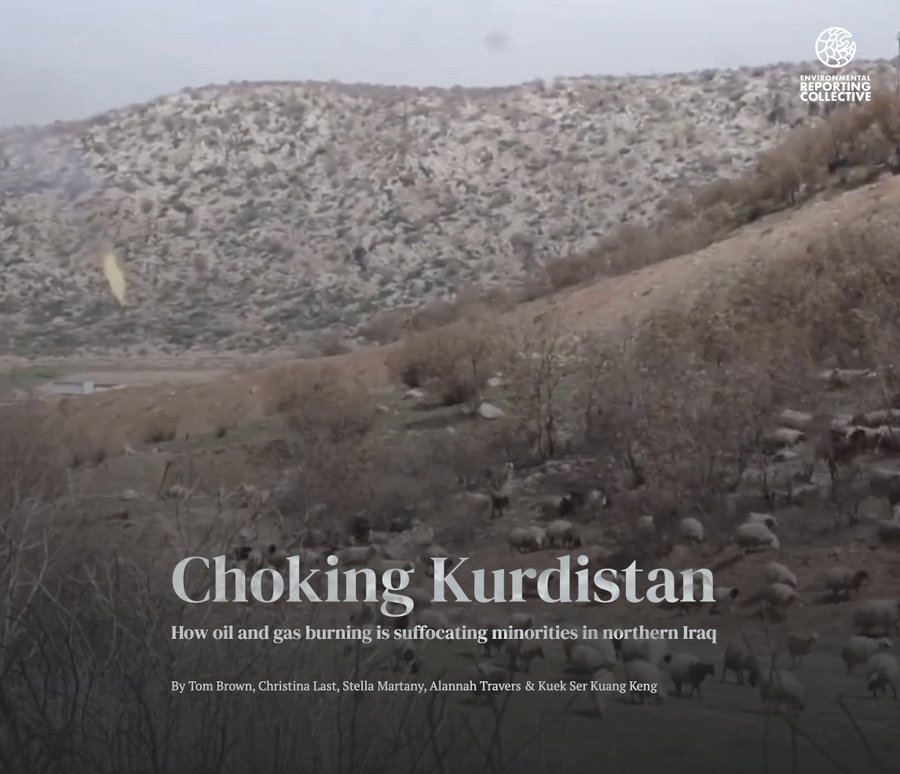 ENVIRONMENTAL
REPORTING
COLLECTIVE
Choking Kurdistan
How oil and gas burning is suffocating minorities in northern Iraq
By Tom Brown, Christina Last, Stella Martany, Alannah Travers & Kuek Ser Kuang Keng